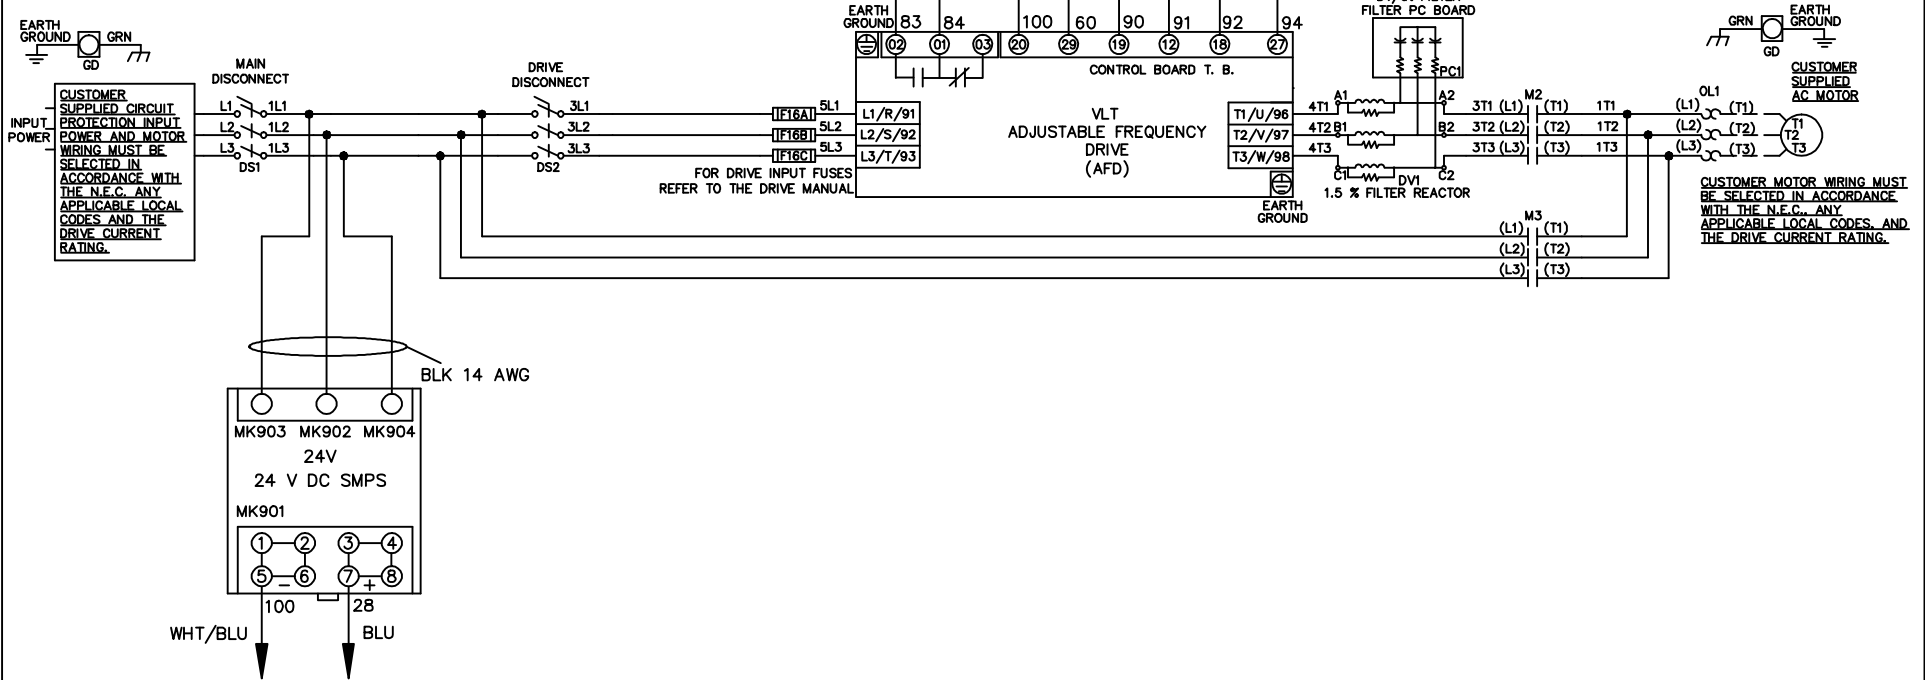 EARTH
GROUND
GRN
GD
INPUT
POWER
CUSTOMER
SUPPLIED CIRCUIT
PROTECTION INPUT
POWER AND MOTOR
WIRING MUST BE
SELECTED IN
ACCORDANCE WITH
THE N.E.C. ANY
APPLICABLE LOCAL
CODES AND THE
DRIVE CURRENT
RATING.
MAIN
DISCONNECT
L1 1L1
L2 1L2
L3 1L3
DS1
DRIVE
DISCONNECT
3L1
3L2
3L3
DS2
F16A 5L1
F16B 5L2
F16C 5L3
FOR DRIVE INPUT FUSES
REFER TO THE DRIVE MANUAL
EARTH
GROUND
83 84 100 60 90 91 92 94
02 01 03 20 29 19 12 18 27
CONTROL BOARD T. B.
L1/R/91
L2/S/92
L3/T/93
VLT
ADJUSTABLE FREQUENCY
DRIVE
(AFD)
T1/U/96
T2/V/97
T3/W/98
EARTH
GROUND
FILTER PC BOARD
PC1
4T1 A1 A2
4T2 B1 B2
4T3 C1 C2
DV1
1.5 % FILTER REACTOR
M2
3T1 (L1) (T1) 1T1
3T2 (L2) (T2) 1T2
3T3 (L3) (T3) 1T3
M3
(L1) (T1)
(L2) (T2)
(L3) (T3)
OL1
(L1) (T1)
(L2) (T2)
(L3) (T3)
T1
T2
T3
GRN
GD
EARTH
GROUND
CUSTOMER
SUPPLIED
AC MOTOR
CUSTOMER MOTOR WIRING MUST
BE SELECTED IN ACCORDANCE
WITH THE N.E.C., ANY
APPLICABLE LOCAL CODES, AND
THE DRIVE CURRENT RATING.
BLK 14 AWG
MK903 MK902 MK904
24V
24 V DC SMPS
MK901
1 2 3 4
5 6 7 8
– +
100 28
WHT/BLU BLU